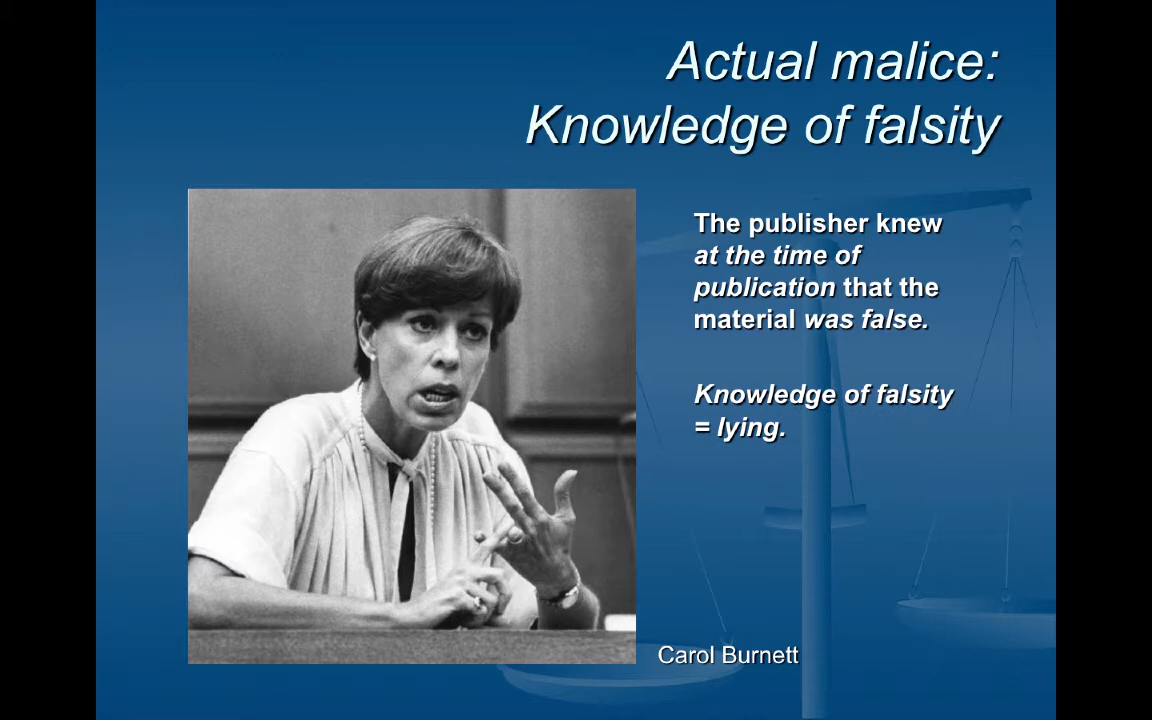 Actual malice:
Knowledge of falsity
The publisher knew
at the time of
publication that the
material was false.
Knowledge of falsity
= lying.
Carol Burnett